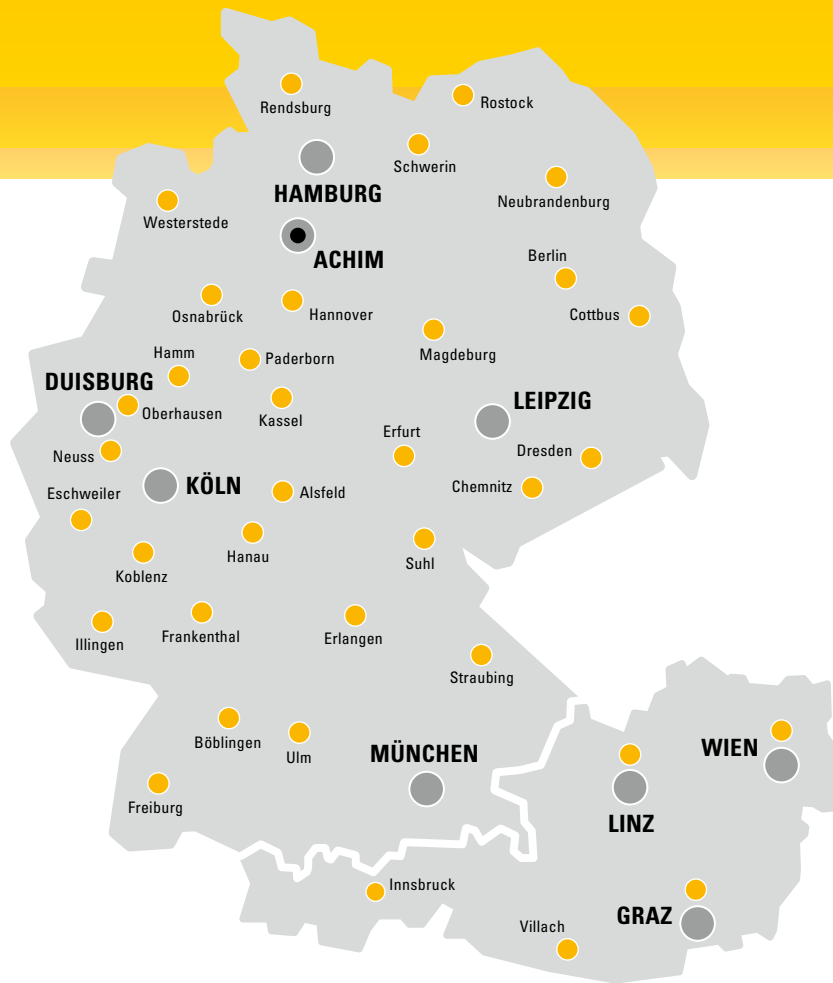 Rendsburg
Rostock
Schwerin
HAMBURG
Neubrandenburg
Westerstede
ACHIM
Berlin
Osnabrück
Hannover
Cottbus
Magdeburg
Hamm
Paderborn
DUISBURG
Oberhausen
Kassel
LEIPZIG
Erfurt
Dresden
Neuss
KÖLN
Alsfeld
Chemnitz
Eschweiler
Hanau
Suhl
Koblenz
Illingen
Frankenthal
Erlangen
Straubing
Böblingen
Ulm
MÜNCHEN
WIEN
Freiburg
LINZ
Innsbruck
GRAZ
Villach